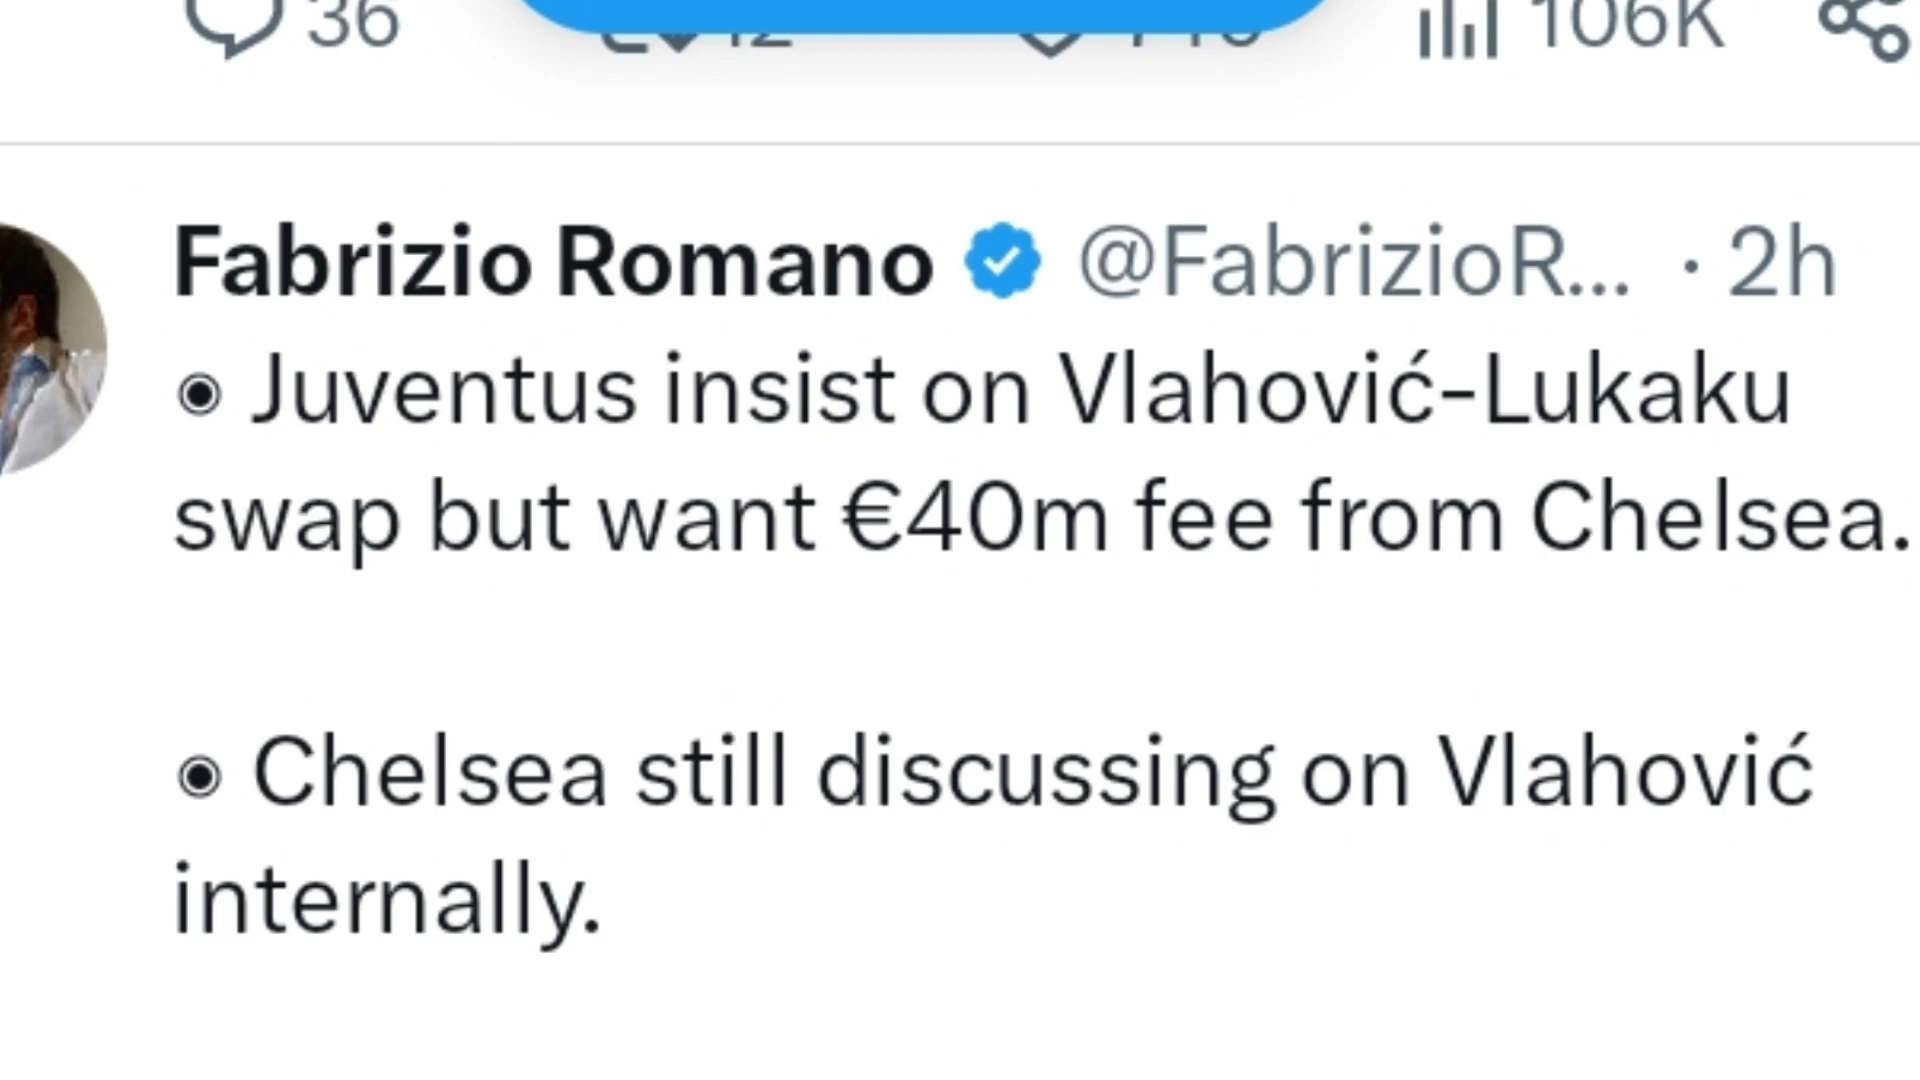 36 106K
Fabrizio Romano @FabrizioR... · 2h
◉ Juventus insist on Vlahović-Lukaku
swap but want €40m fee from Chelsea.
◉ Chelsea still discussing on Vlahović
internally.